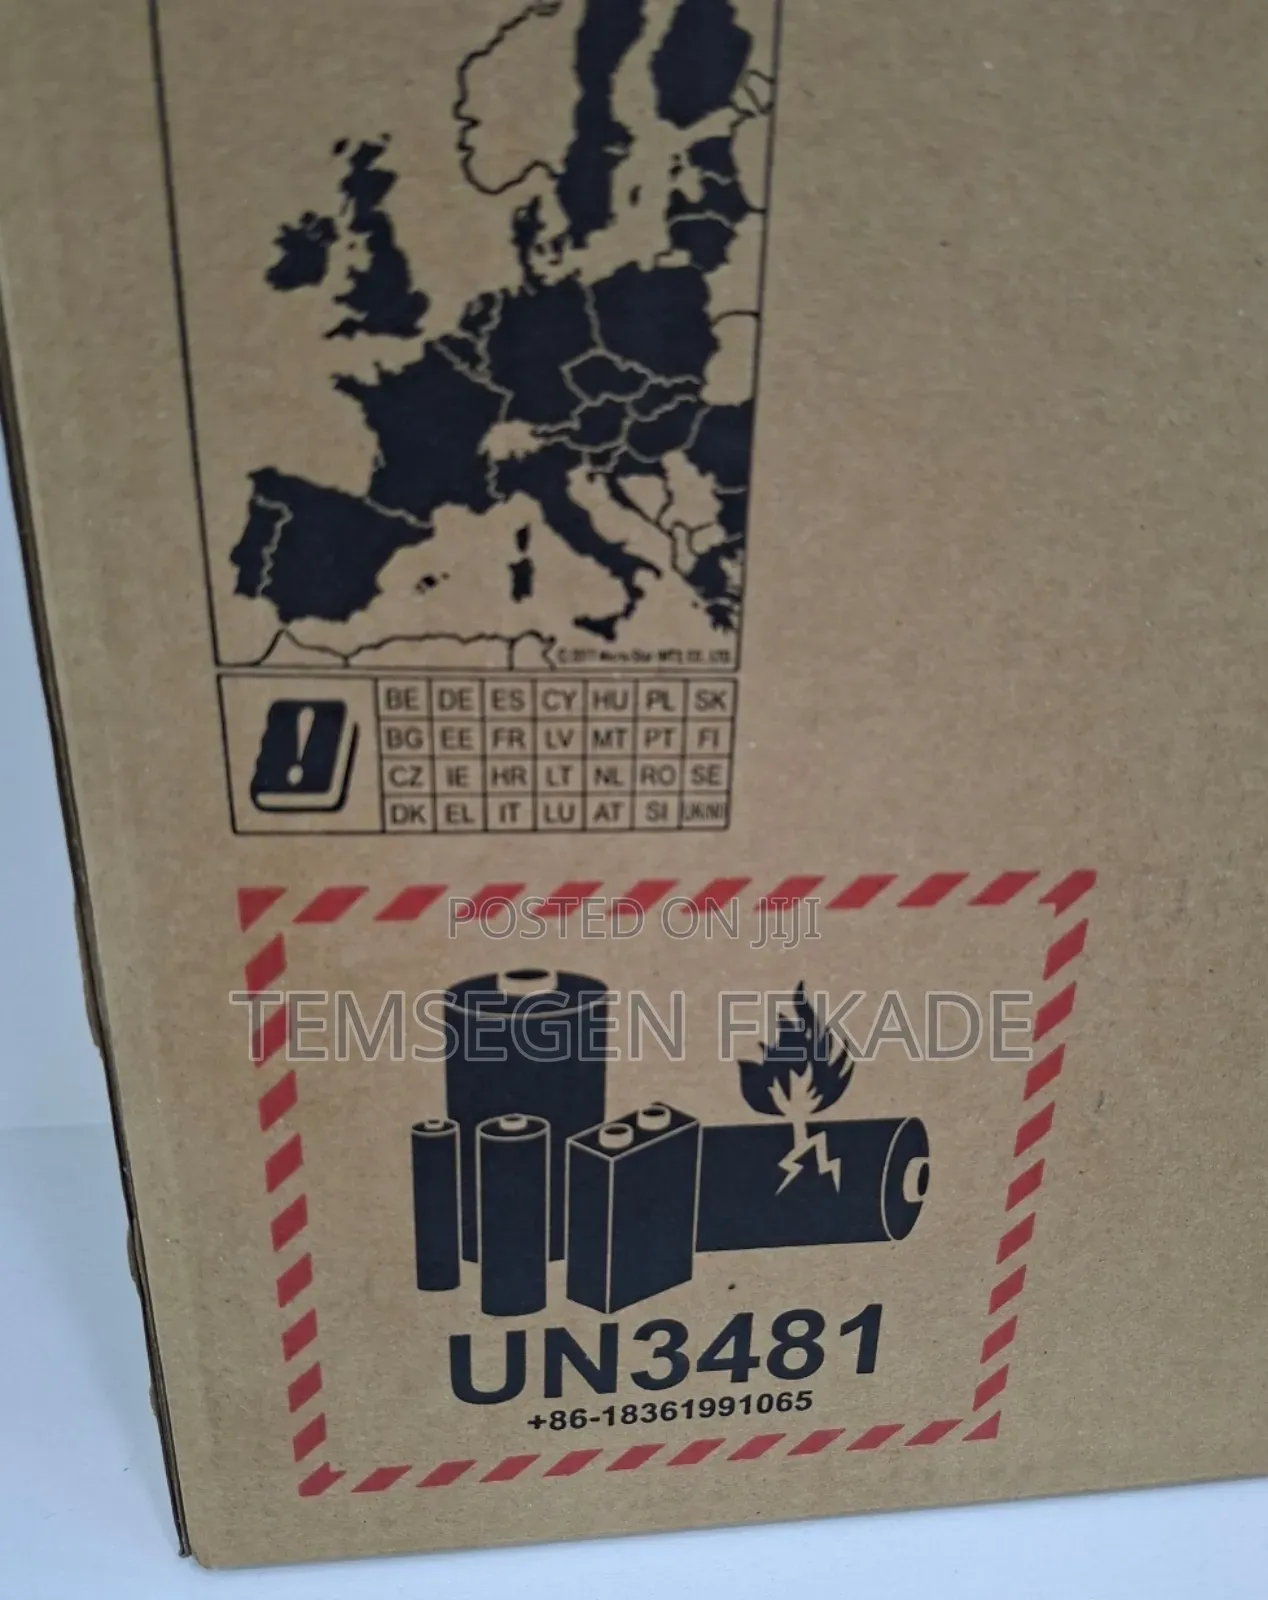 BE DE ES CY HU PL SK
BG EE FR LV MT PT FI
CZ IE HR LT NL RO SE
DK EL IT LU AT SI UK(NI)
POSTED ON JIJI
TEMSEGEN FEKADE
UN3481
+86-18361991065